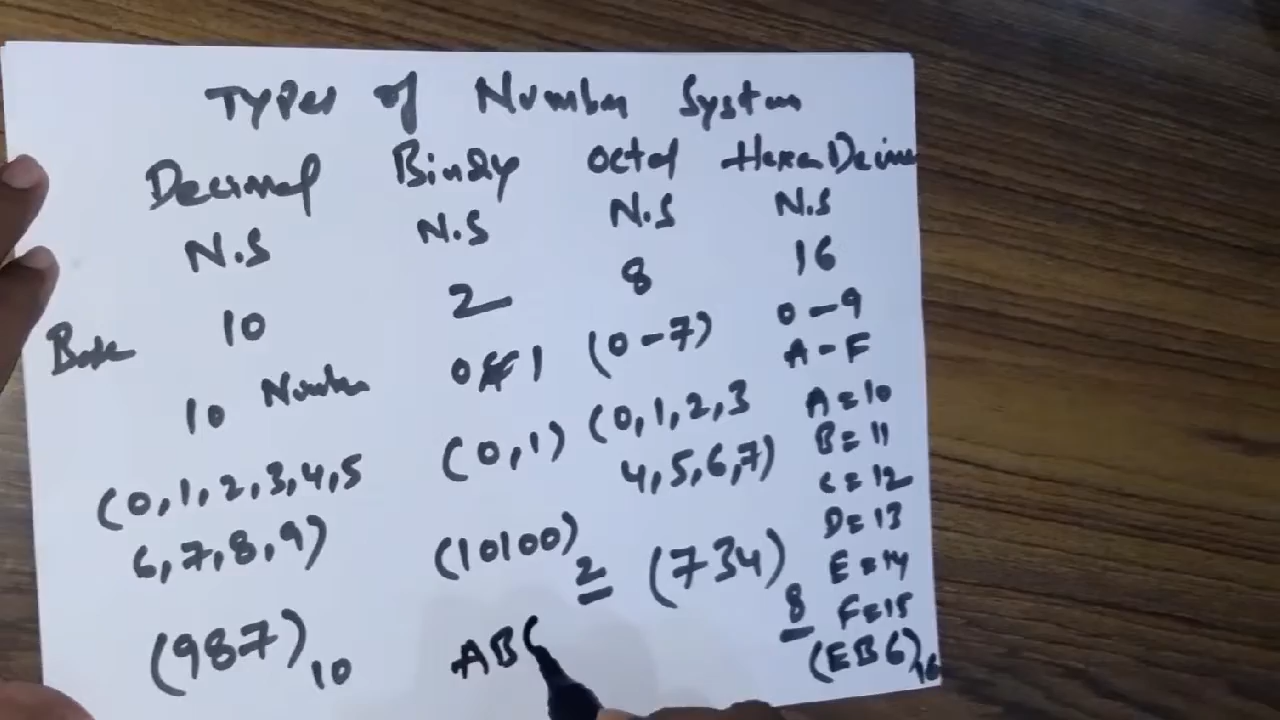 Types of Number System
Decimal Binary Octal Hexa Decim
N.S N.S N.S N.S
Base 10 2 8 16
10 Number 0 1 (0-7) 0-9
A-F
(0,1,2,3,4,5 (0,1) (0,1,2,3 A=10
6,7,8,9) 4,5,6,7) B=11
C=12
(10100)2 (734)8 D=13
E=14
F=15
(987)10 ABC (EB6)16